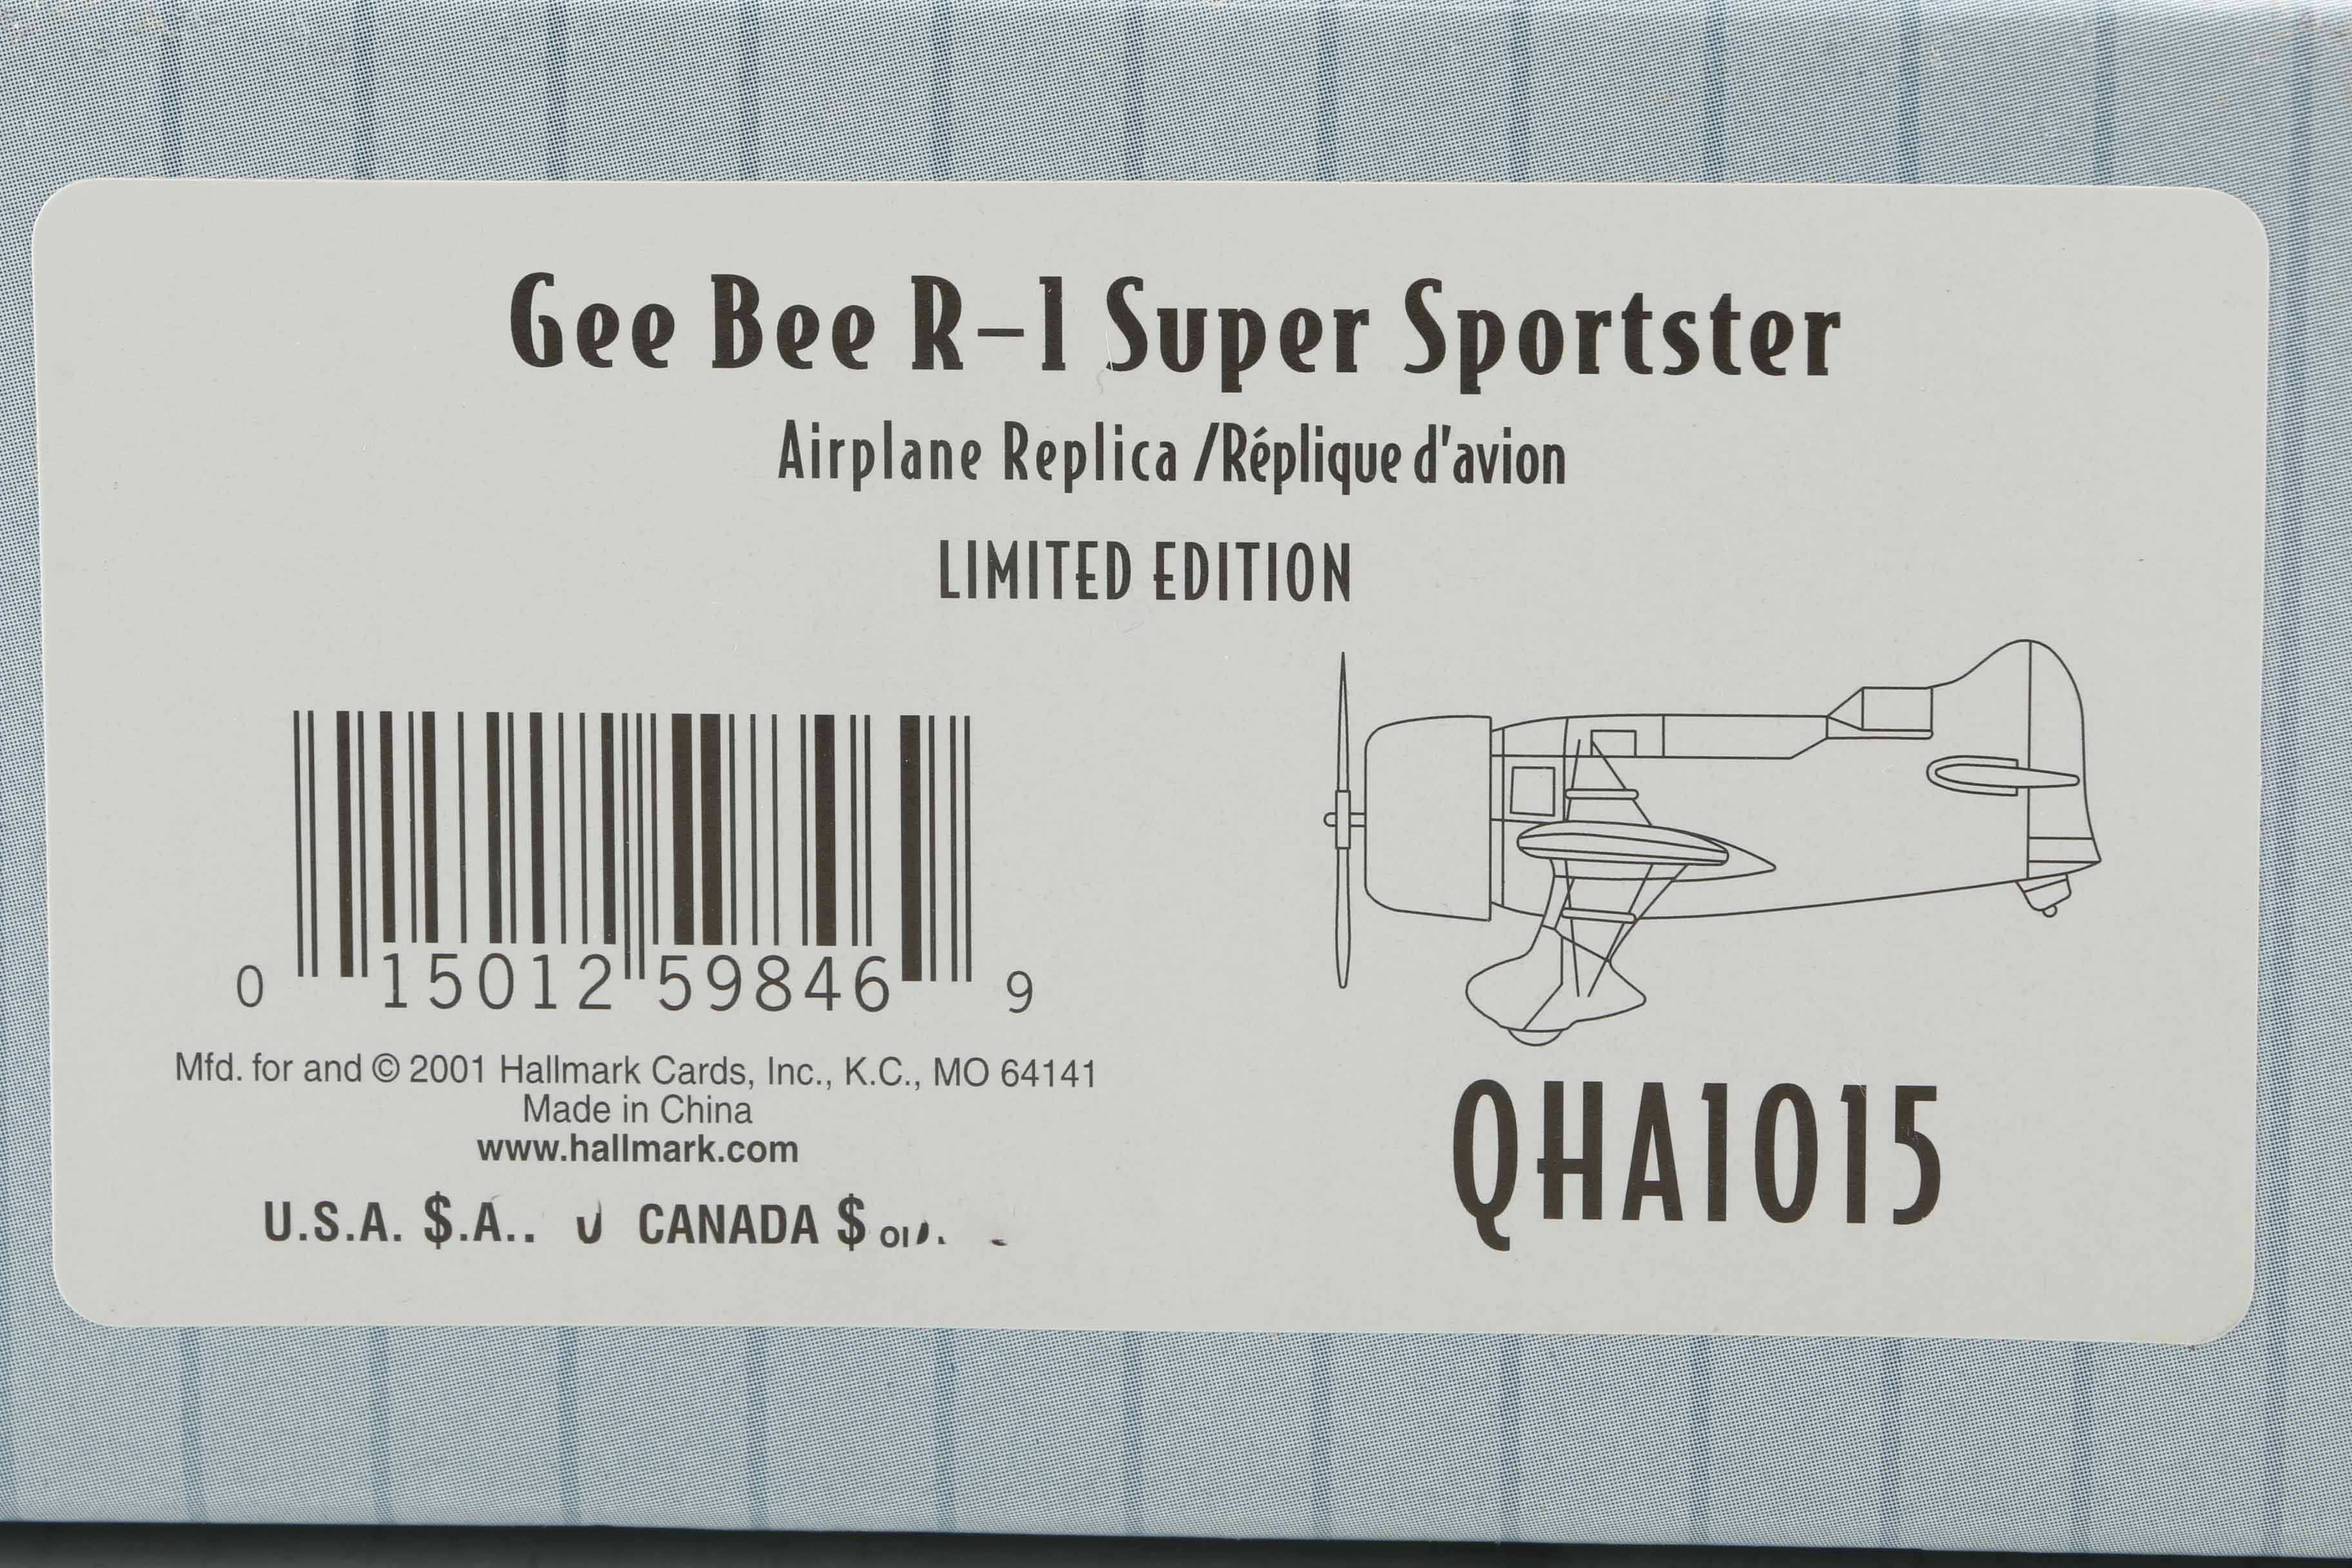 Gee Bee R-1 Super Sportster
Airplane Replica /Réplique d'avion
LIMITED EDITION
0 15012 59846 9
Mfd. for and © 2001 Hallmark Cards, Inc., K.C., MO 64141
Made in China
www.hallmark.com
U.S.A. $ CANADA $
QHA1015